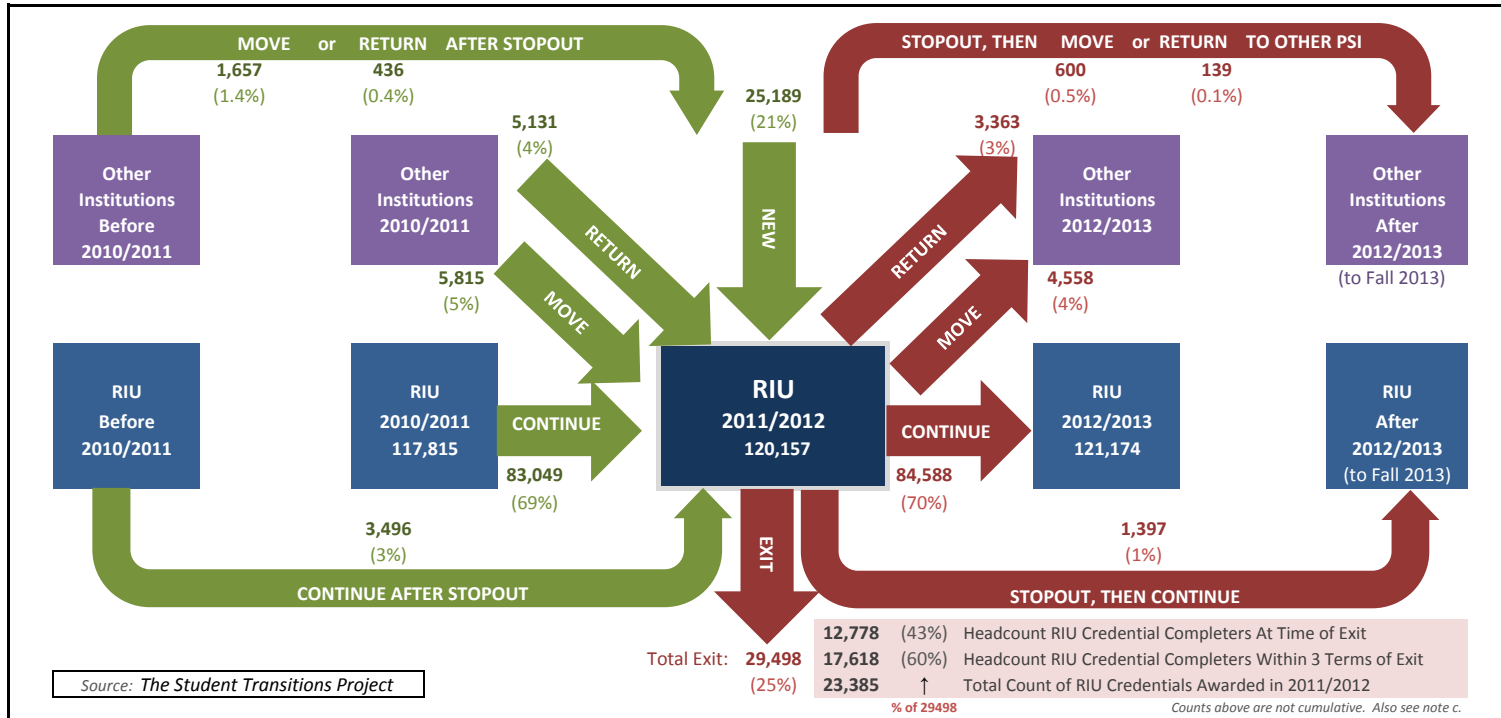 MOVE or RETURN AFTER STOPOUT
1,657 436
(1.4%) (0.4%)
STOPOUT, THEN MOVE or RETURN TO OTHER PSI
600 139
(0.5%) (0.1%)
25,189
(21%)
5,131
(4%)
3,363
(3%)
Other
Institutions
Before
2010/2011
Other
Institutions
2010/2011
RETURN
NEW
RETURN
Other
Institutions
2012/2013
Other
Institutions
After
2012/2013
(to Fall 2013)
5,815
(5%)
MOVE
MOVE
4,558
(4%)
RIU
Before
2010/2011
RIU
2010/2011
117,815
CONTINUE
83,049
(69%)
RIU
2011/2012
120,157
CONTINUE
84,588
(70%)
RIU
2012/2013
121,174
RIU
After
2012/2013
(to Fall 2013)
3,496
(3%)
CONTINUE AFTER STOPOUT
EXIT
1,397
(1%)
STOPOUT, THEN CONTINUE
Total Exit: 29,498
(25%)
12,778 (43%) Headcount RIU Credential Completers At Time of Exit
17,618 (60%) Headcount RIU Credential Completers Within 3 Terms of Exit
23,385 ↑ Total Count of RIU Credentials Awarded in 2011/2012
% of 29498
Counts above are not cumulative. Also see note c.
Source: The Student Transitions Project